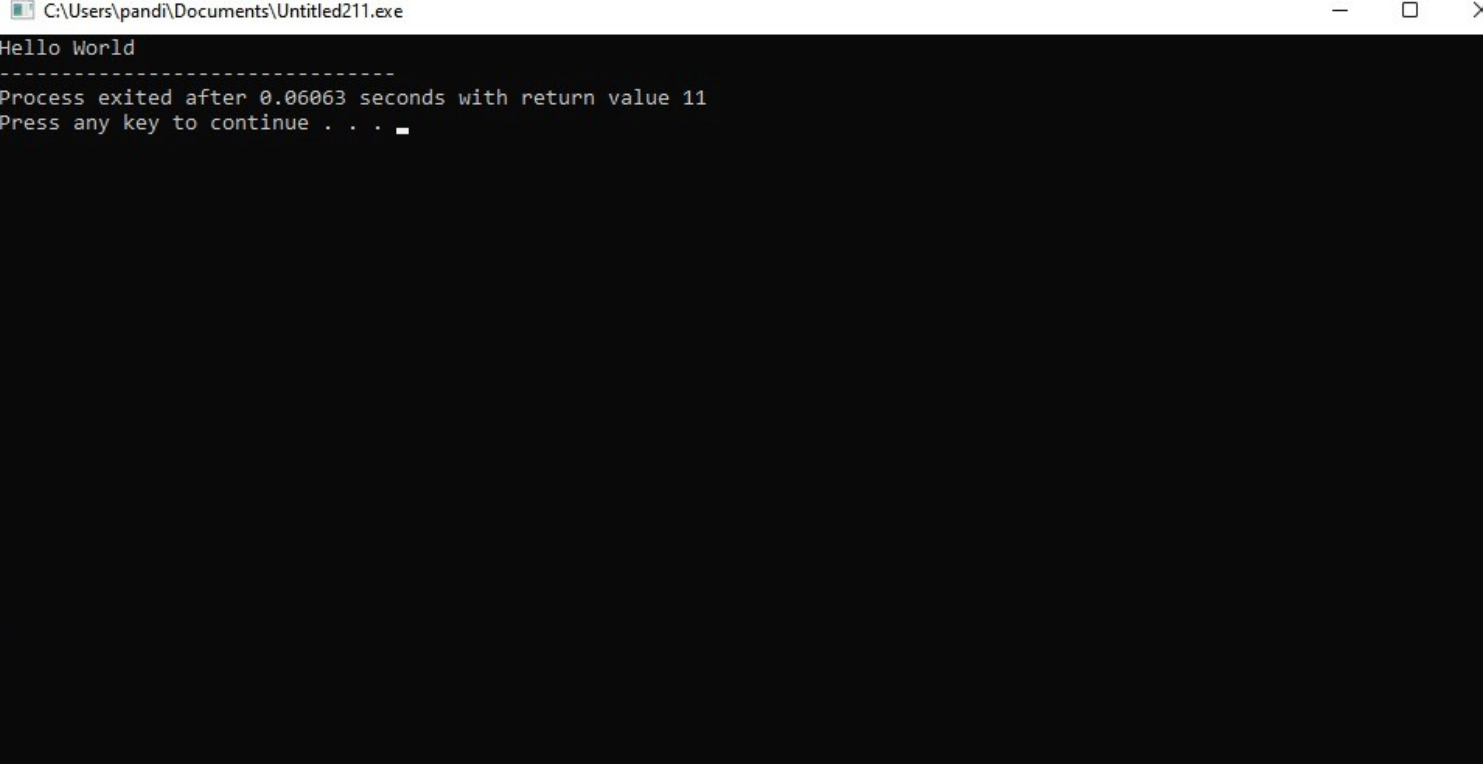 C:\Users\pandi\Documents\Untitled211.exe
Hello World
--------------------------------
Process exited after 0.06063 seconds with return value 11
Press any key to continue . . .